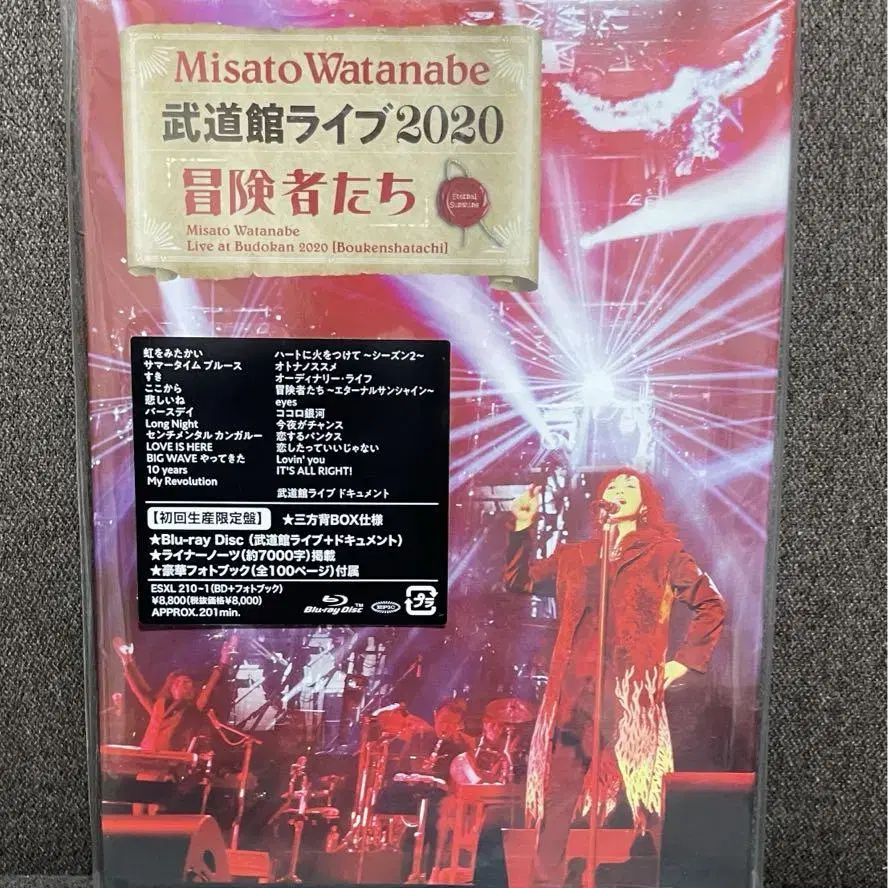 Misato Watanabe
武道館ライブ2020
冒険者たち
Eternal
Sunshine
Misato Watanabe
Live at Budokan 2020 [Boukenshatachi]
虹をみたかい
サマータイム ブルース
すき
ここから
悲しいね
バースデイ
Long Night
センチメンタル カンガルー
LOVE IS HERE
BIG WAVE やってきた
10 years
My Revolution
ハートに火をつけて ～シーズン2～
オトナノススメ
オーディナリー・ライフ
冒険者たち ～エターナルサンシャイン～
eyes
ココロ銀河
今夜がチャンス
恋するパンクス
恋したっていいじゃない
Lovin' you
IT'S ALL RIGHT!
武道館ライブ ドキュメント
【初回生産限定盤】 ★三方背BOX仕様
★Blu-ray Disc (武道館ライブ+ドキュメント)
★ライナーノーツ(約7000字)掲載
★豪華フォトブック(全100ページ)付属
ESXL 210~1(BD+フォトブック)
¥8,800(税抜価格¥8,000)
APPROX.201min.
Blu-ray Disc™
EPIC
プラ